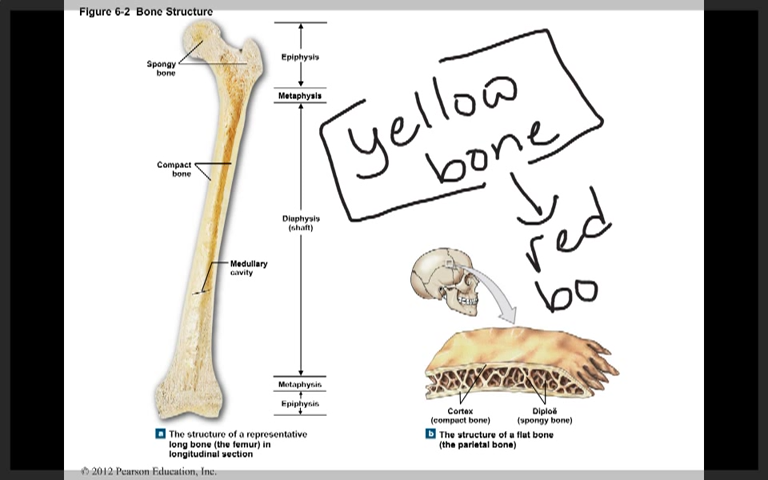 Figure 6-2 Bone Structure
Spongy
bone
Epiphysis
Metaphysis
Compact
bone
Diaphysis
(shaft)
Medullary
cavity
Metaphysis
Epiphysis
a The structure of a representative
long bone (the femur) in
longitudinal section
yellow
bone
red
bo
Cortex
(compact bone)
Diploë
(spongy bone)
b The structure of a flat bone
(the parietal bone)
© 2012 Pearson Education, Inc.